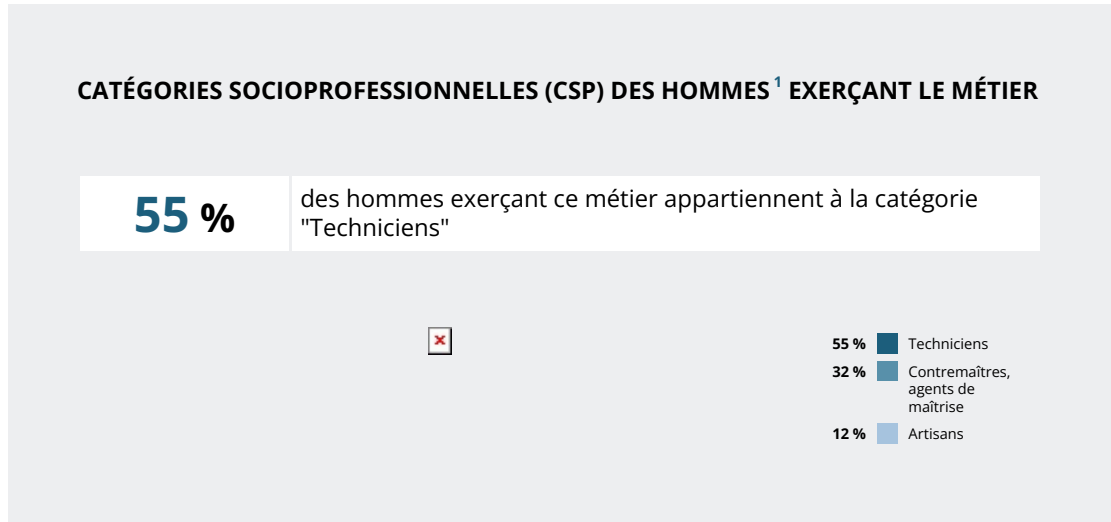 CATÉGORIES SOCIOPROFESSIONNELLES (CSP) DES HOMMES 1 EXERÇANT LE MÉTIER
55 %
des hommes exerçant ce métier appartiennent à la catégorie
"Techniciens"
55 % Techniciens
32 % Contremaîtres,
agents de
maîtrise
12 % Artisans